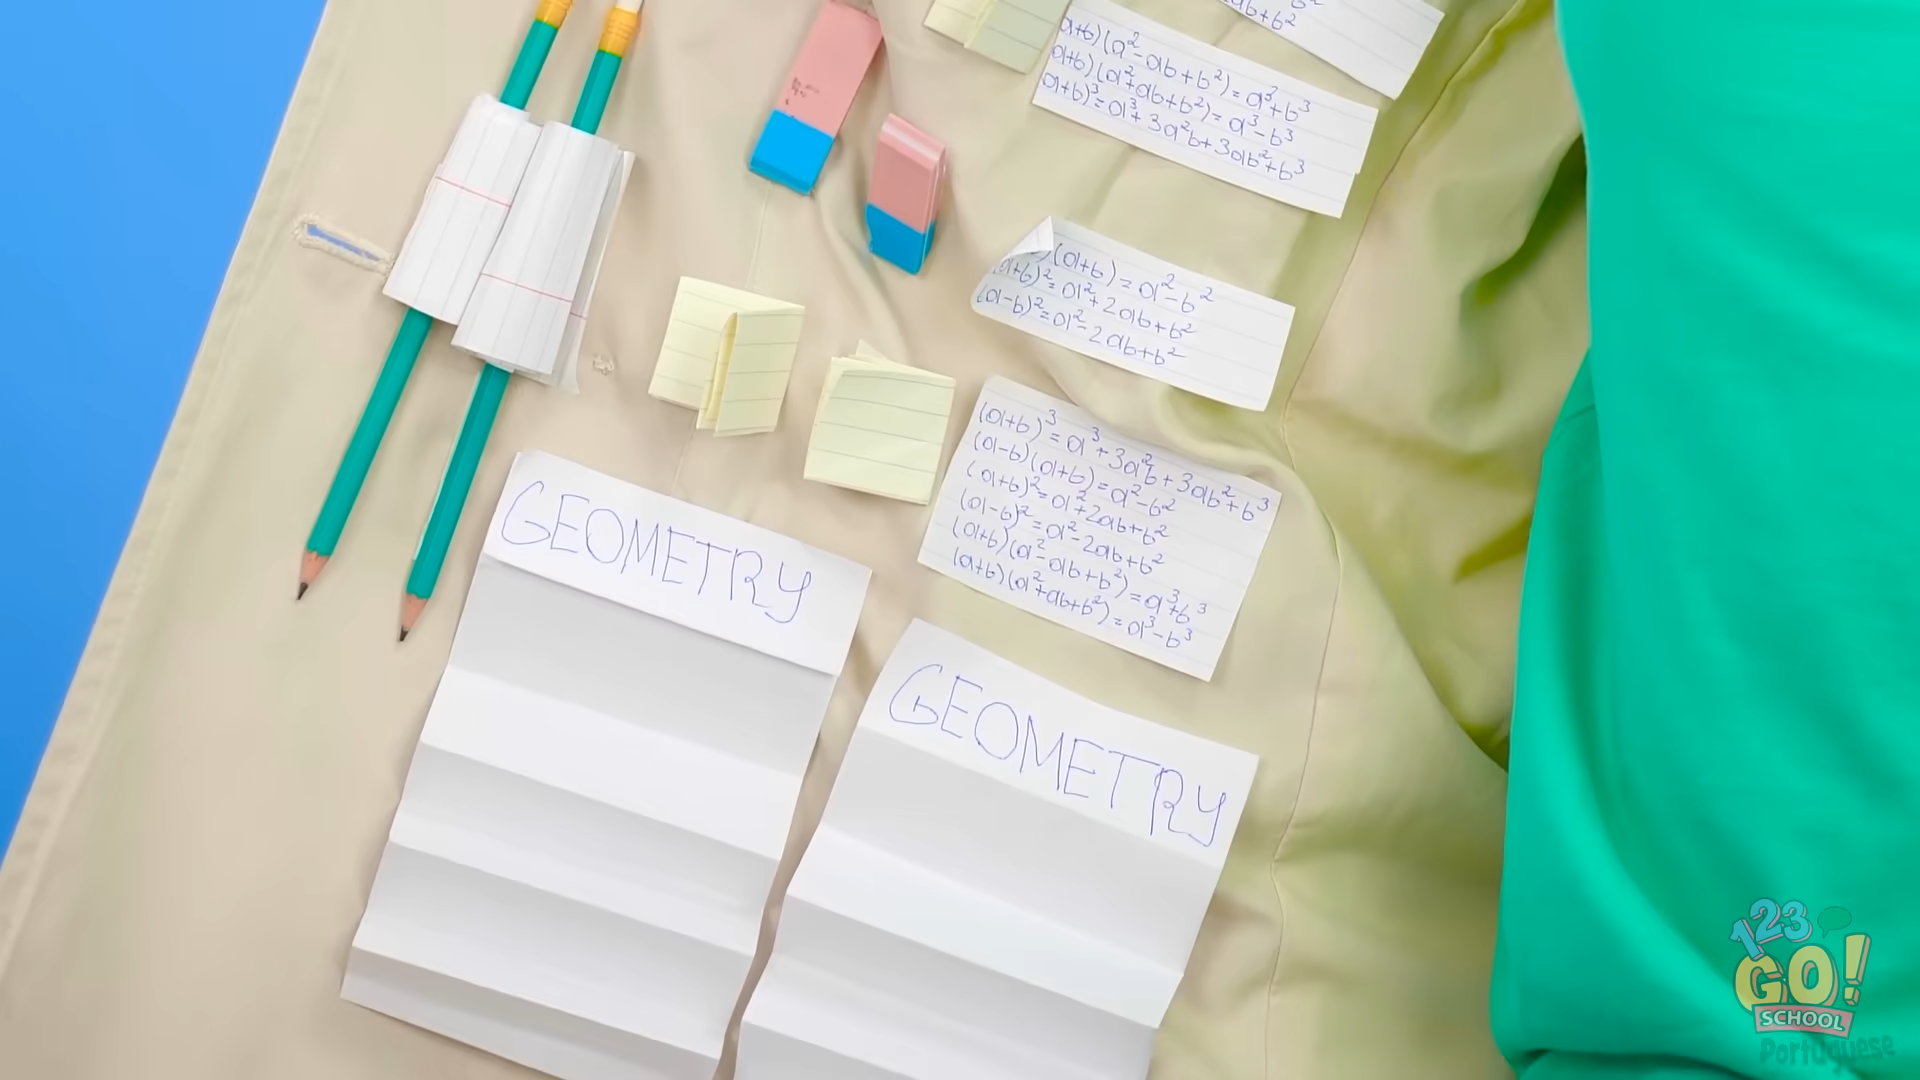 ab+b²
(a+b)(a²-ab+b²)=a³+b³
(a+b)(a²+ab+b²)=a³-b³
(a+b)³=a³+3a²b+3ab²+b³
(a+b)=a²-b²
(a+b)²=a²+2ab+b²
(a-b)²=a²-2ab+b²
(a+b)³=a³+3a²b+3ab²+b³
(a-b)(a+b)=a²-b²
(a+b)²=a²+2ab+b²
(a-b)²=a²-2ab+b²
(a+b)(a²-ab+b²)=a³+b³
(a+b)(a²+ab+b²)=a³-b³
GEOMETRY
GEOMETRY
123
GO!
SCHOOL
Portuguese